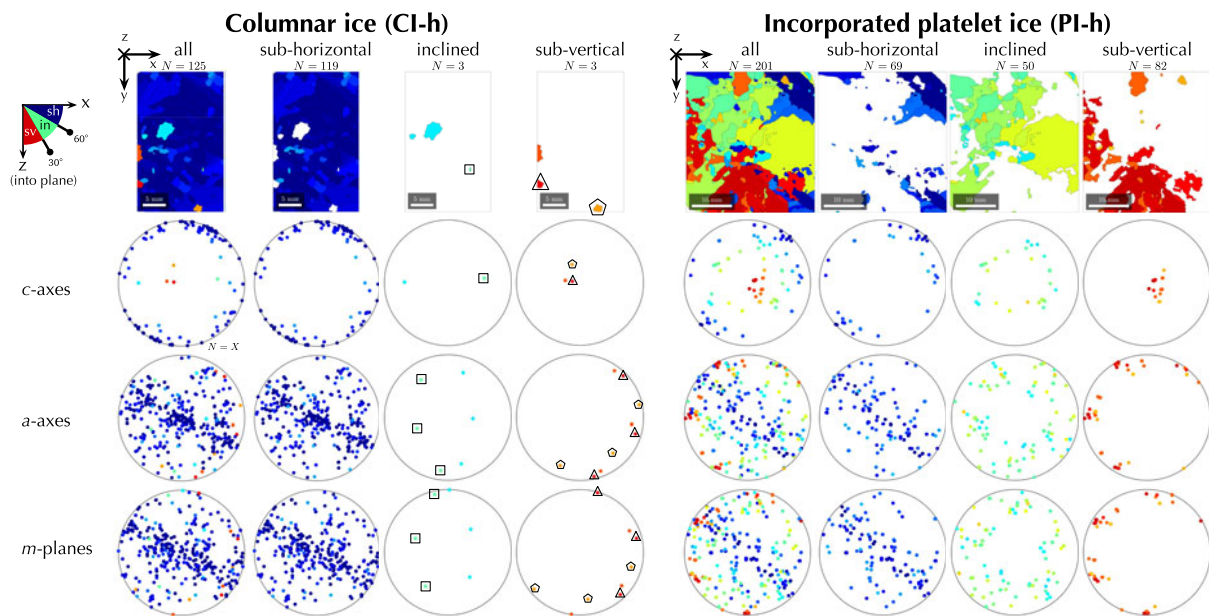 Columnar ice (CI-h)
Incorporated platelet ice (PI-h)
z
x
y
all
sub-horizontal
inclined
sub-vertical
N = 125
N = 119
N = 3
N = 3
z
x
y
all
sub-horizontal
inclined
sub-vertical
N = 201
N = 69
N = 50
N = 82
x
sh
in
sv
60°
30°
z
(into plane)
5 mm
5 mm
5 mm
5 mm
10 mm
10 mm
10 mm
10 mm
c-axes
N = X
a-axes
m-planes